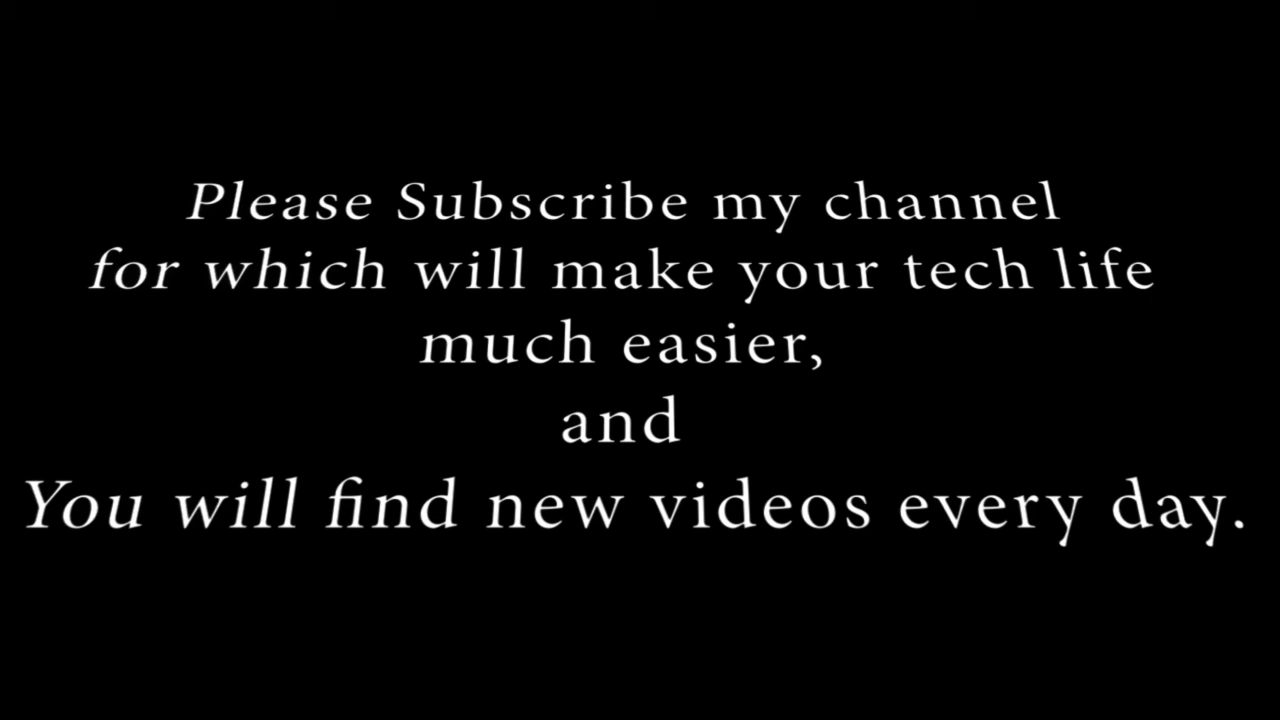 Please Subscribe my channel
for which will make your tech life
much easier,
and
You will find new videos every day.